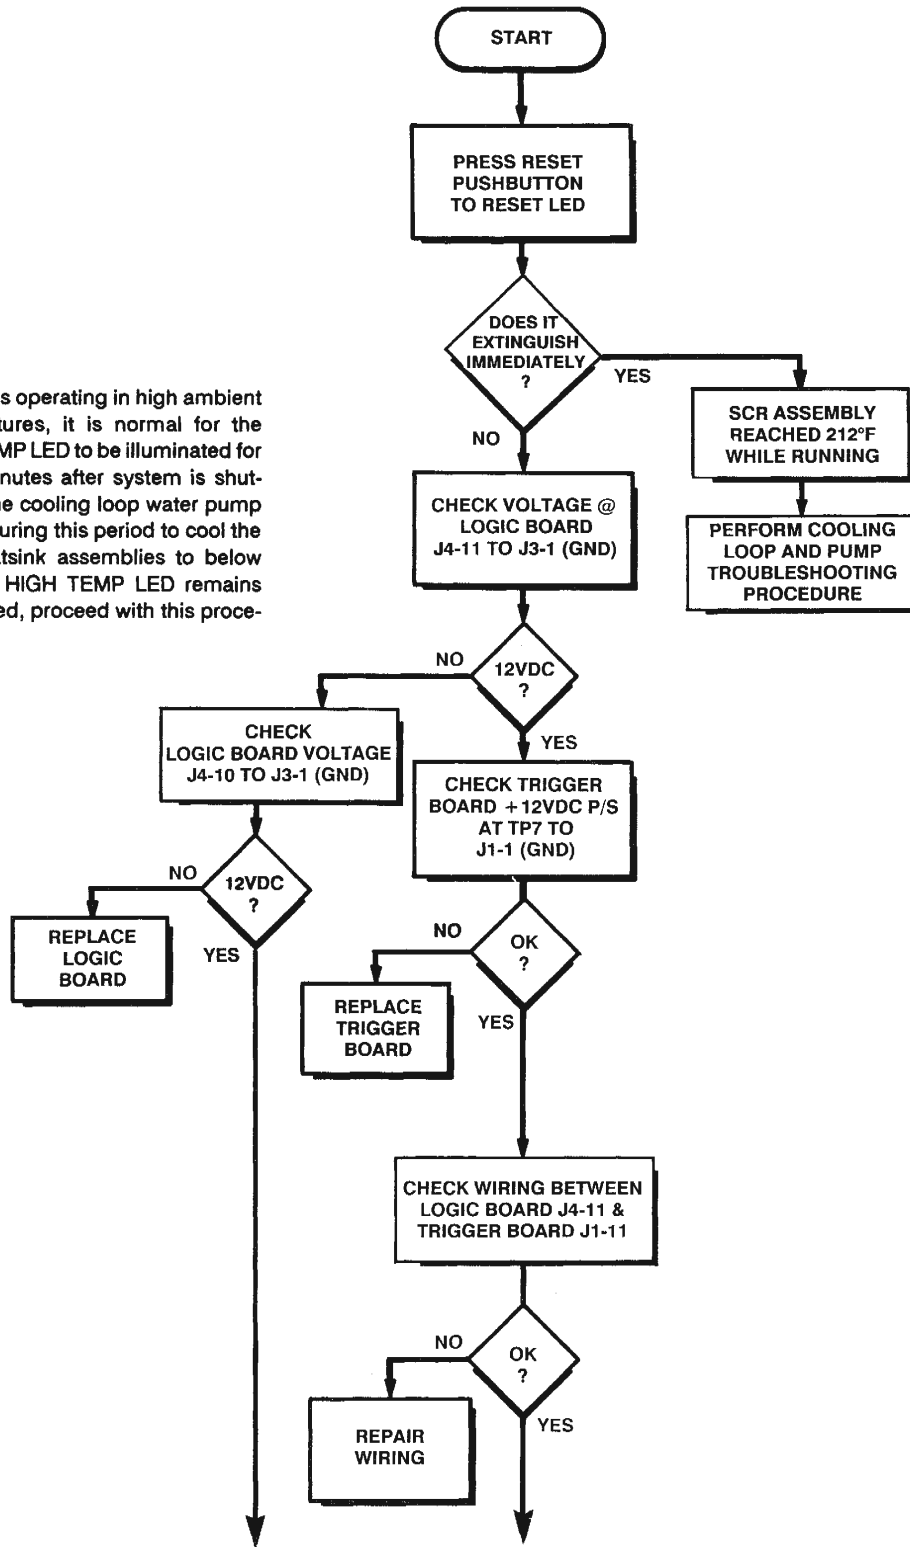 START
PRESS RESET
PUSHBUTTON
TO RESET LED
DOES IT
EXTINGUISH
IMMEDIATELY
?
YES
NO
SCR ASSEMBLY
REACHED 212°F
WHILE RUNNING
PERFORM COOLING
LOOP AND PUMP
TROUBLESHOOTING
PROCEDURE
s operating in high ambient
tures, it is normal for the
MP LED to be illuminated for
nutes after system is shut-
ne cooling loop water pump
uring this period to cool the
atsink assemblies to below
HIGH TEMP LED remains
ed, proceed with this proce-
CHECK VOLTAGE @
LOGIC BOARD
J4-11 TO J3-1 (GND)
12VDC
?
NO
YES
CHECK
LOGIC BOARD VOLTAGE
J4-10 TO J3-1 (GND)
CHECK TRIGGER
BOARD +12VDC P/S
AT TP7 TO
J1-1 (GND)
12VDC
?
NO
YES
REPLACE
LOGIC
BOARD
OK
?
NO
YES
REPLACE
TRIGGER
BOARD
CHECK WIRING BETWEEN
LOGIC BOARD J4-11 &
TRIGGER BOARD J1-11
OK
?
NO
YES
REPAIR
WIRING